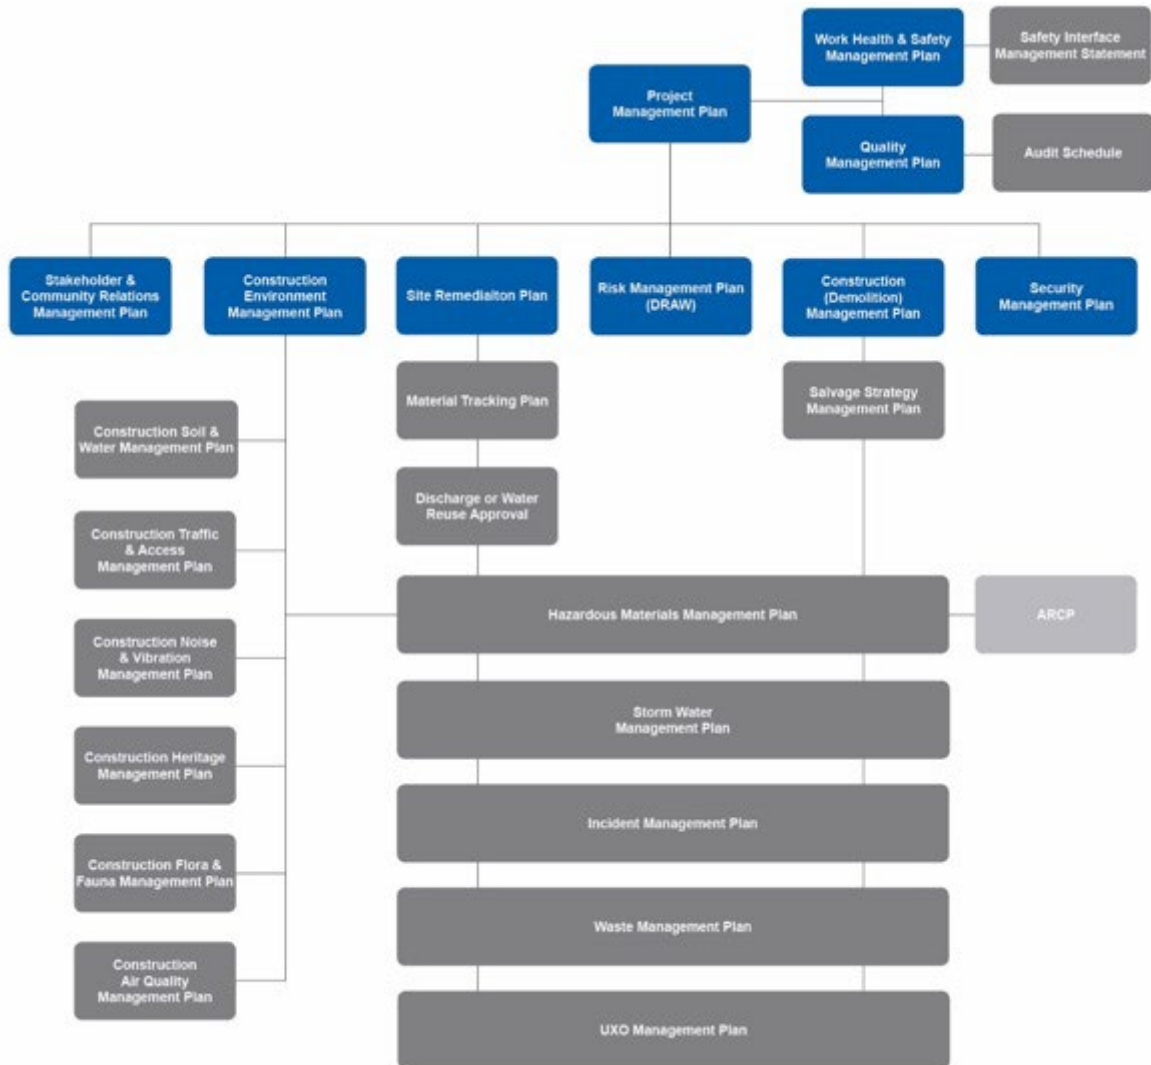 Work Health & Safety
Management Plan
Safety Interface
Management Statement
Project
Management Plan
Quality
Management Plan
Audit Schedule
Stakeholder &
Community Relations
Management Plan
Construction
Environment
Management Plan
Site Remediaiton Plan
Risk Management Plan
(DRAW)
Construction
(Demolition)
Management Plan
Security
Management Plan
Construction Soil &
Water Management Plan
Construction Traffic
& Access
Management Plan
Construction Noise
& Vibration
Management Plan
Construction Heritage
Management Plan
Construction Flora &
Fauna Management Plan
Construction
Air Quality
Management Plan
Material Tracking Plan
Discharge or Water
Reuse Approval
Salvage Strategy
Management Plan
Hazardous Materials Management Plan
ARCP
Storm Water
Management Plan
Incident Management Plan
Waste Management Plan
UXO Management Plan